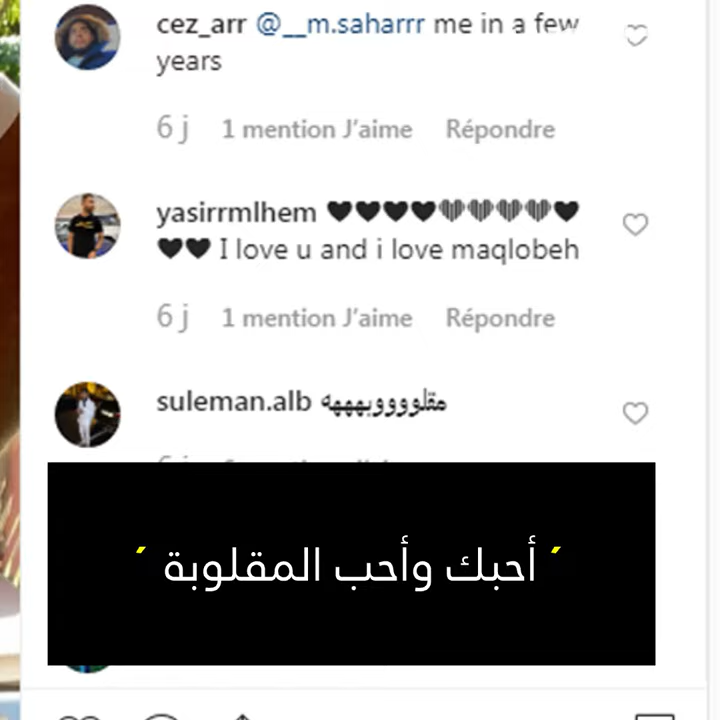 cez_arr @__m.saharrr me in a few
years
6 j 1 mention J'aime Répondre
yasirrmlhem 🖤🖤🖤🖤🖤🖤🖤🖤🖤
🖤🖤 I love u and i love maqlobeh
6 j 1 mention J'aime Répondre
suleman.alb مقلوووبهههه
´ أحبك وأحب المقلوبة ´